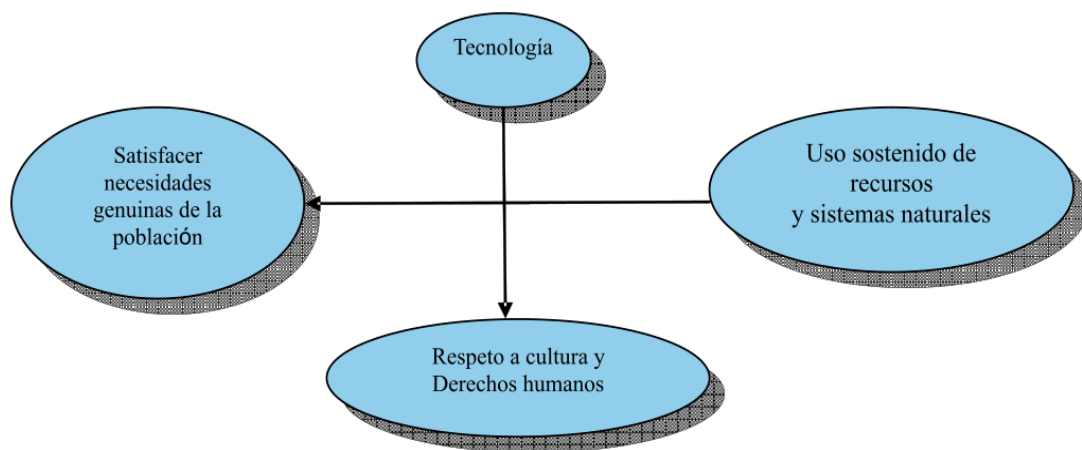 Tecnología
Satisfacer
necesidades
genuinas de la
población
Uso sostenido de
recursos
y sistemas naturales
Respeto a cultura y
Derechos humanos